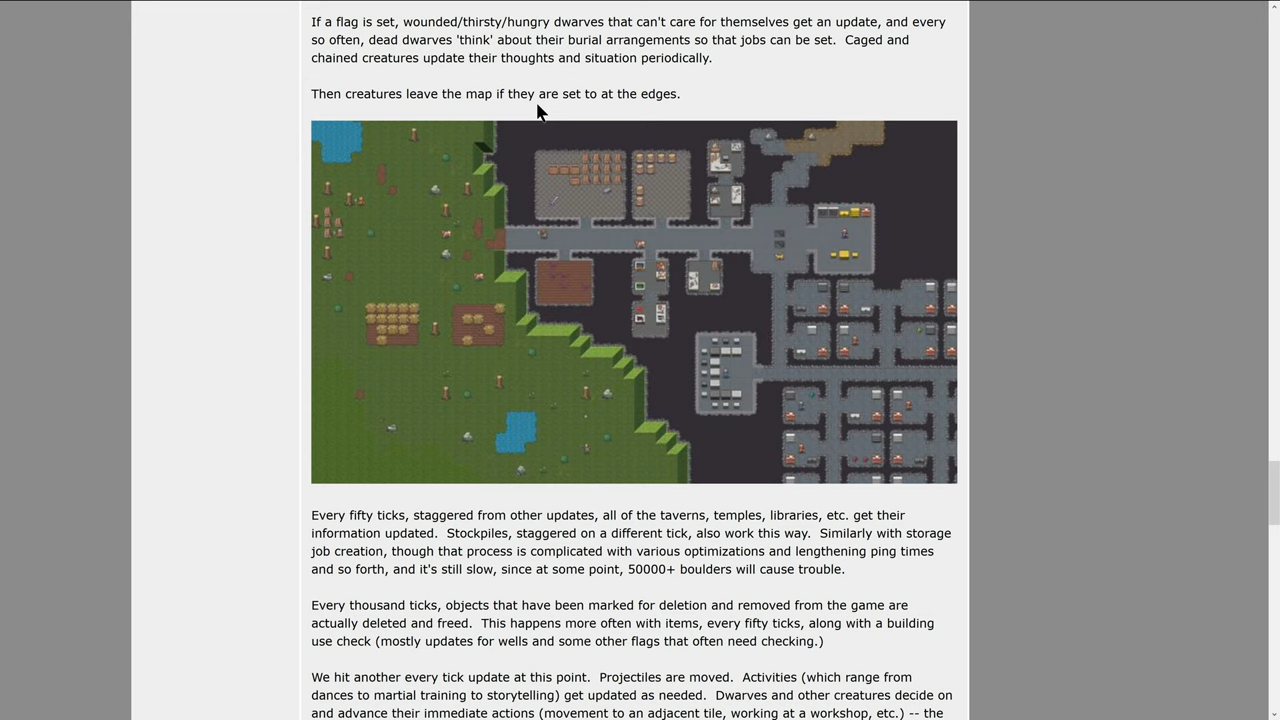 If a flag is set, wounded/thirsty/hungry dwarves that can't care for themselves get an update, and every
so often, dead dwarves 'think' about their burial arrangements so that jobs can be set.  Caged and
chained creatures update their thoughts and situation periodically.
Then creatures leave the map if they are set to at the edges.
Every fifty ticks, staggered from other updates, all of the taverns, temples, libraries, etc. get their
information updated.  Stockpiles, staggered on a different tick, also work this way.  Similarly with storage
job creation, though that process is complicated with various optimizations and lengthening ping times
and so forth, and it's still slow, since at some point, 50000+ boulders will cause trouble.
Every thousand ticks, objects that have been marked for deletion and removed from the game are
actually deleted and freed.  This happens more often with items, every fifty ticks, along with a building
use check (mostly updates for wells and some other flags that often need checking.)
We hit another every tick update at this point.  Projectiles are moved.  Activities (which range from
dances to martial training to storytelling) get updated as needed.  Dwarves and other creatures decide on
and advance their immediate actions (movement to an adjacent tile, working at a workshop, etc.) -- the